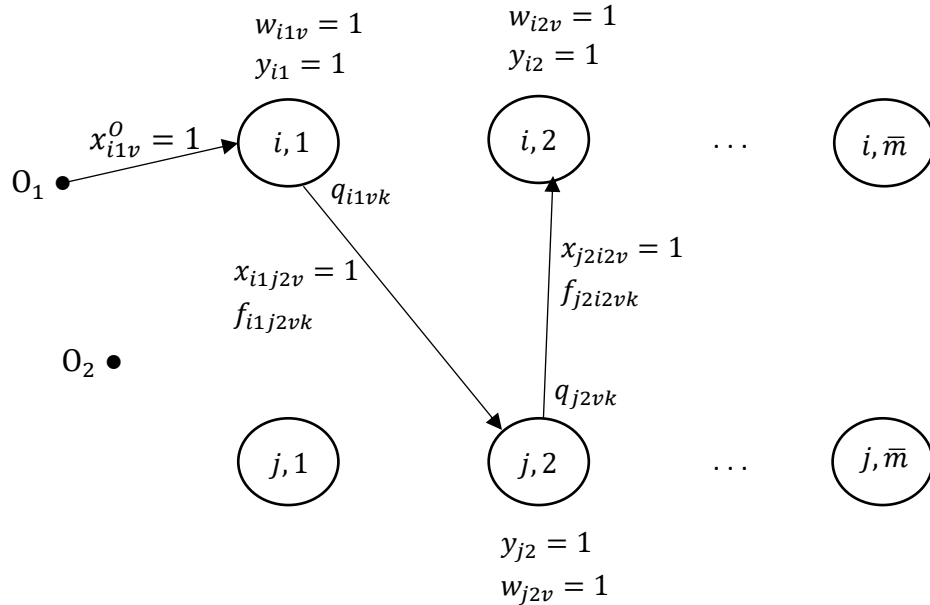 w_{i1v} = 1
w_{i2v} = 1
y_{i1} = 1
y_{i2} = 1
x^{O}_{i1v} = 1
i, 1
i, 2
. . .
i, m̅
O_1
q_{i1vk}
x_{i1j2v} = 1
x_{j2i2v} = 1
f_{i1j2vk}
f_{j2i2vk}
O_2
q_{j2vk}
j, 1
j, 2
. . .
j, m̅
y_{j2} = 1
w_{j2v} = 1